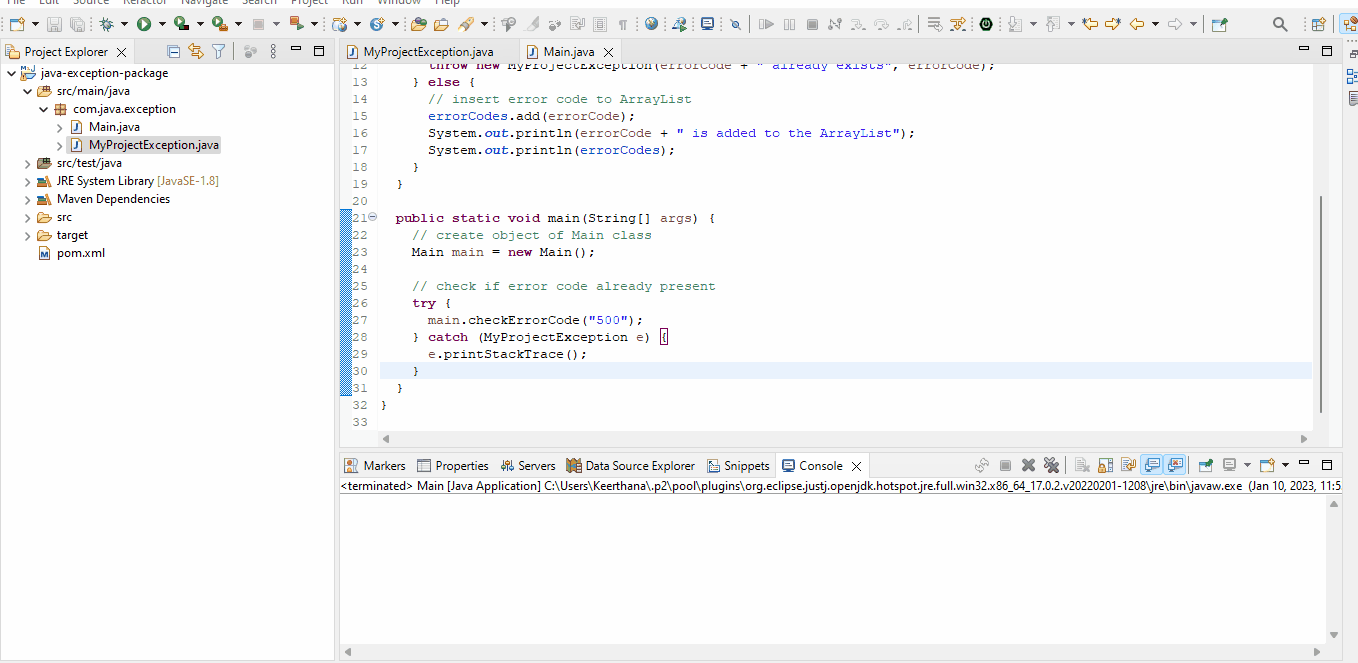 File Edit Source Refactor Navigate Search Project Run Window Help
Project Explorer
java-exception-package
src/main/java
com.java.exception
Main.java
MyProjectException.java
src/test/java
JRE System Library [JavaSE-1.8]
Maven Dependencies
src
target
pom.xml
MyProjectException.java Main.java
12 throw new MyProjectException(errorCode + " already exists", errorCode);
13 } else {
14 // insert error code to ArrayList
15 errorCodes.add(errorCode);
16 System.out.println(errorCode + " is added to the ArrayList");
17 System.out.println(errorCodes);
18 }
19 }
20
21 public static void main(String[] args) {
22 // create object of Main class
23 Main main = new Main();
24
25 // check if error code already present
26 try {
27 main.checkErrorCode("500");
28 } catch (MyProjectException e) {
29 e.printStackTrace();
30 }
31 }
32 }
33
Markers Properties Servers Data Source Explorer Snippets Console
<terminated> Main [Java Application] C:\Users\Keerthana\.p2\pool\plugins\org.eclipse.justj.openjdk.hotspot.jre.full.win32.x86_64_17.0.2.v20220201-1208\jre\bin\javaw.exe (Jan 10, 2023, 11:5